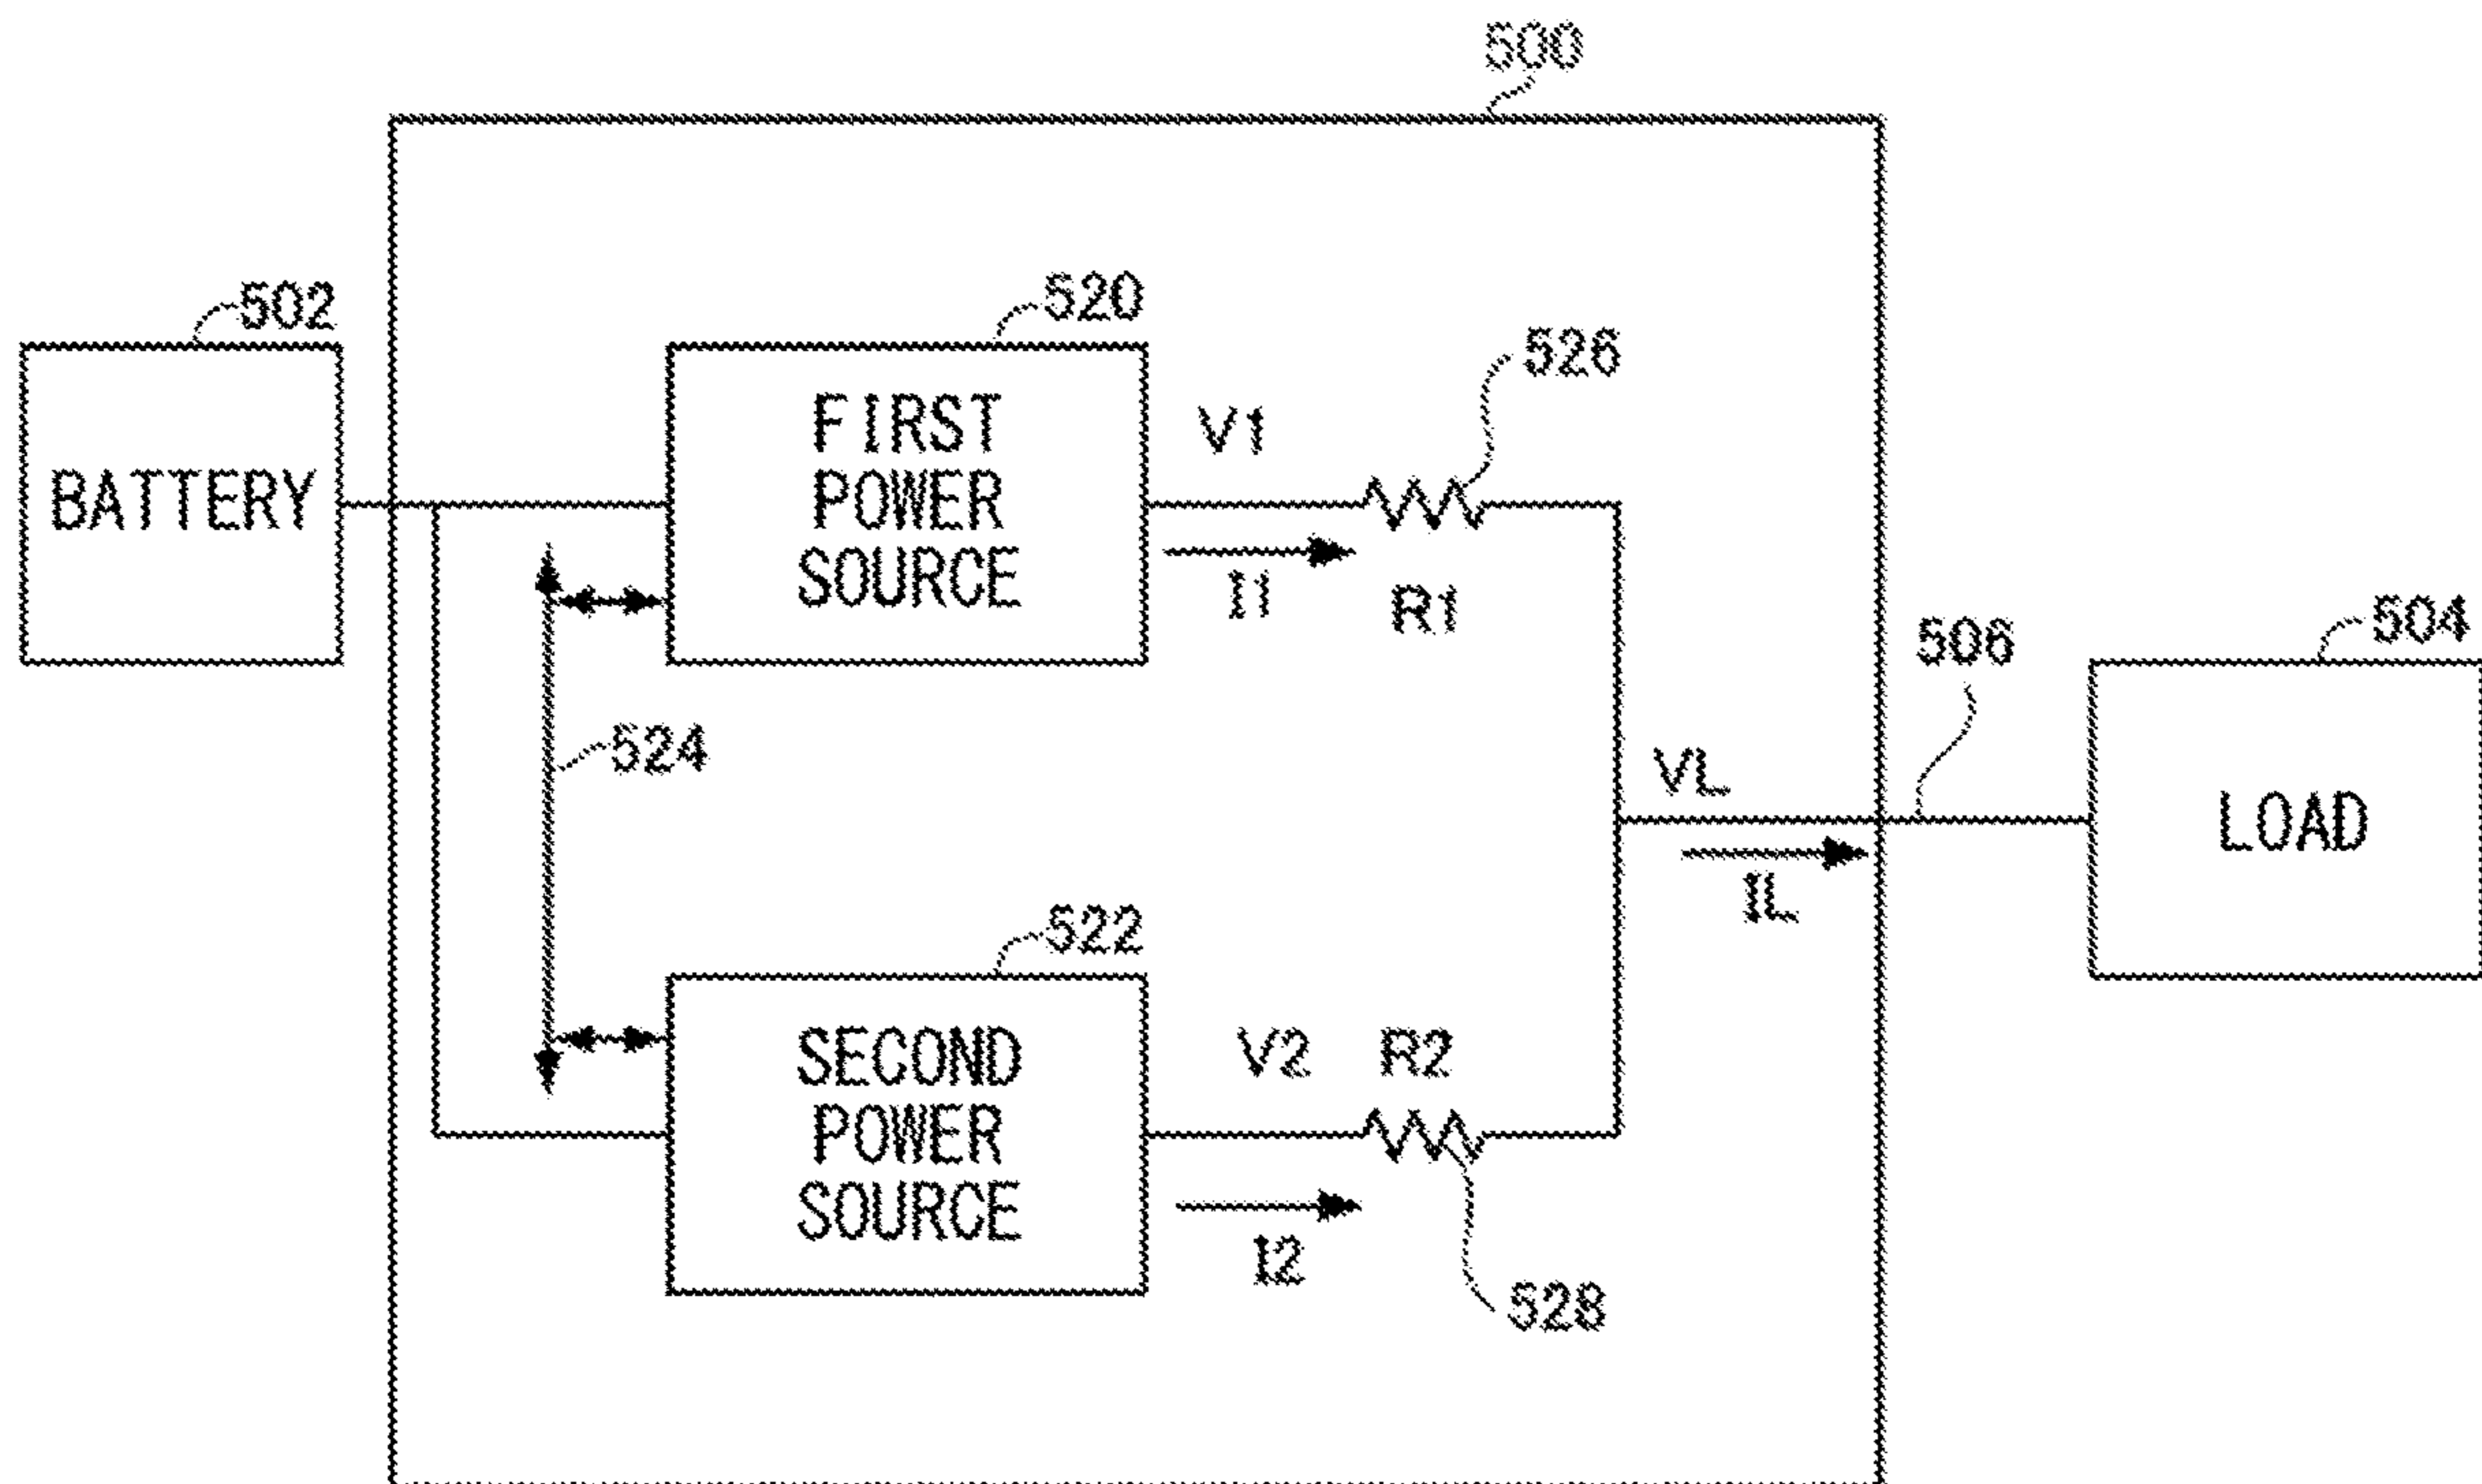 500
502
520
526
BATTERY
FIRST
POWER
SOURCE
V1
I1
R1
506
504
524
VL
IL
LOAD
522
SECOND
POWER
SOURCE
V2
R2
I2
528